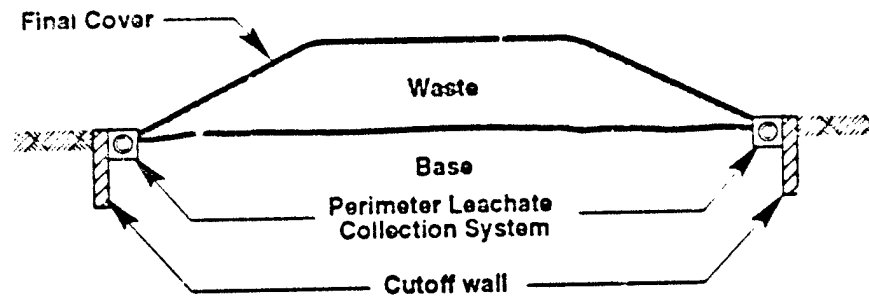 Final Cover
Waste
Base
Perimeter Leachate
Collection System
Cutoff wall